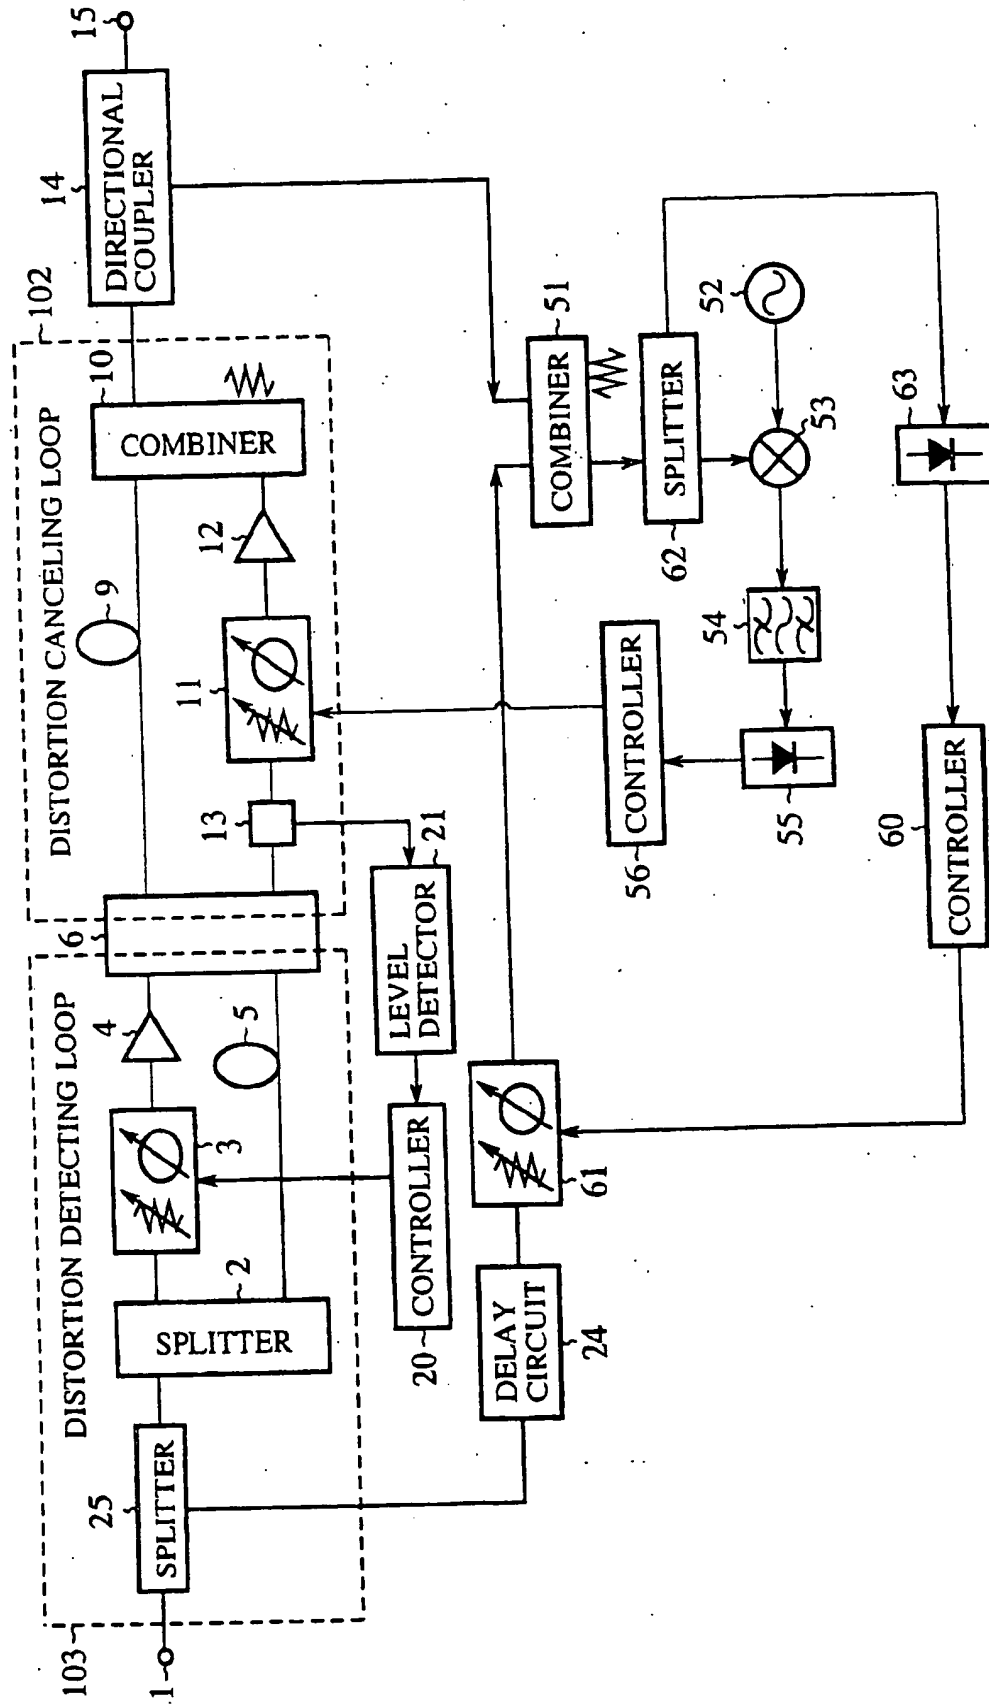 103
1
25
SPLITTER
DISTORTION DETECTING LOOP
SPLITTER
2
3
4
5
6
DISTORTION CANCELING LOOP
102
9
13
11
12
10
COMBINER
14
DIRECTIONAL
COUPLER
15
20
CONTROLLER
LEVEL
DETECTOR
21
DELAY
CIRCUIT
24
61
56
CONTROLLER
COMBINER
51
SPLITTER
62
52
53
54
55
63
60
CONTROLLER